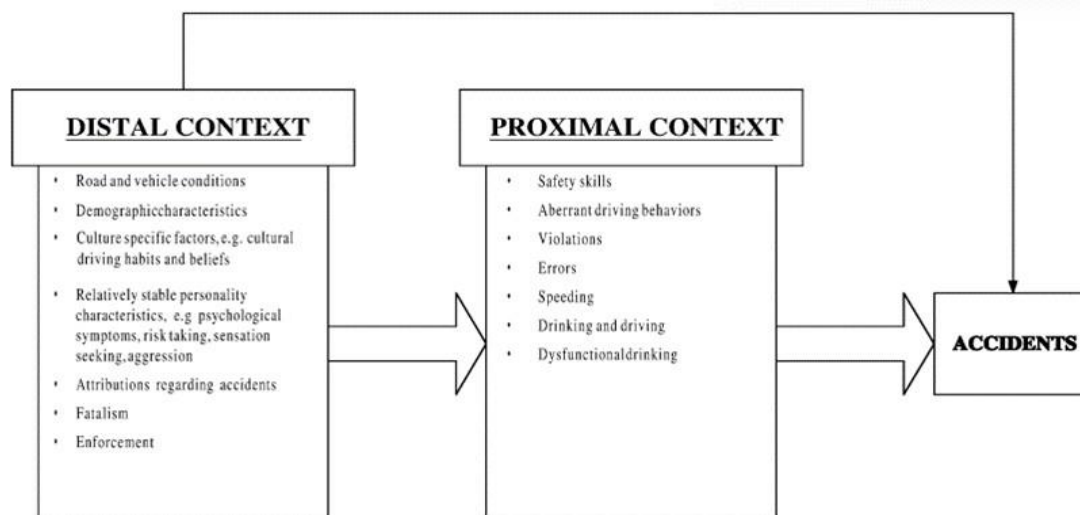 DISTAL CONTEXT
• Road and vehicle conditions
• Demographiccharacteristics
• Culture specific factors, e.g. cultural
driving habits and beliefs
• Relatively stable personality
characteristics, e.g psychological
symptoms, risk taking, sensation
seeking, aggression
• Attributions regarding accidents
• Fatalism
• Enforcement
PROXIMAL CONTEXT
• Safety skills
• Aberrant driving behaviors
• Violations
• Errors
• Speeding
• Drinking and driving
• Dysfunctionaldrinking
ACCIDENTS